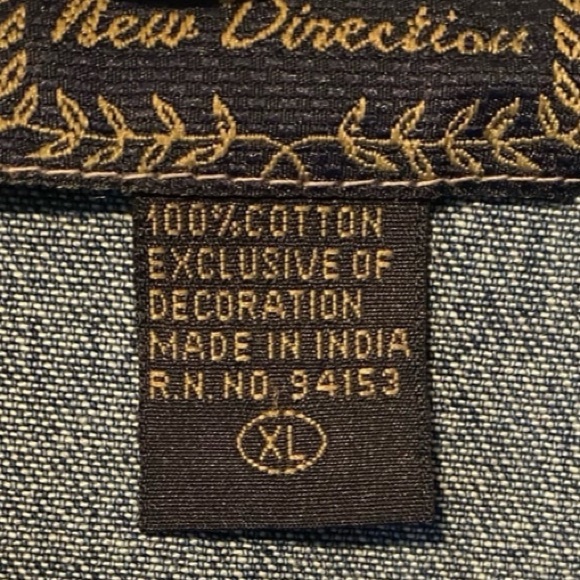 New Direction
100% COTTON
EXCLUSIVE OF
DECORATION
MADE IN INDIA
R.N. NO. 94153
XL